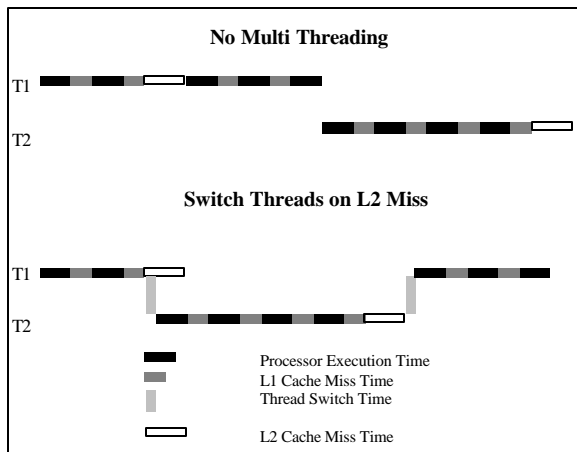 No Multi Threading
T1
T2
Switch Threads on L2 Miss
T1
T2
Processor Execution Time
L1 Cache Miss Time
Thread Switch Time
L2 Cache Miss Time